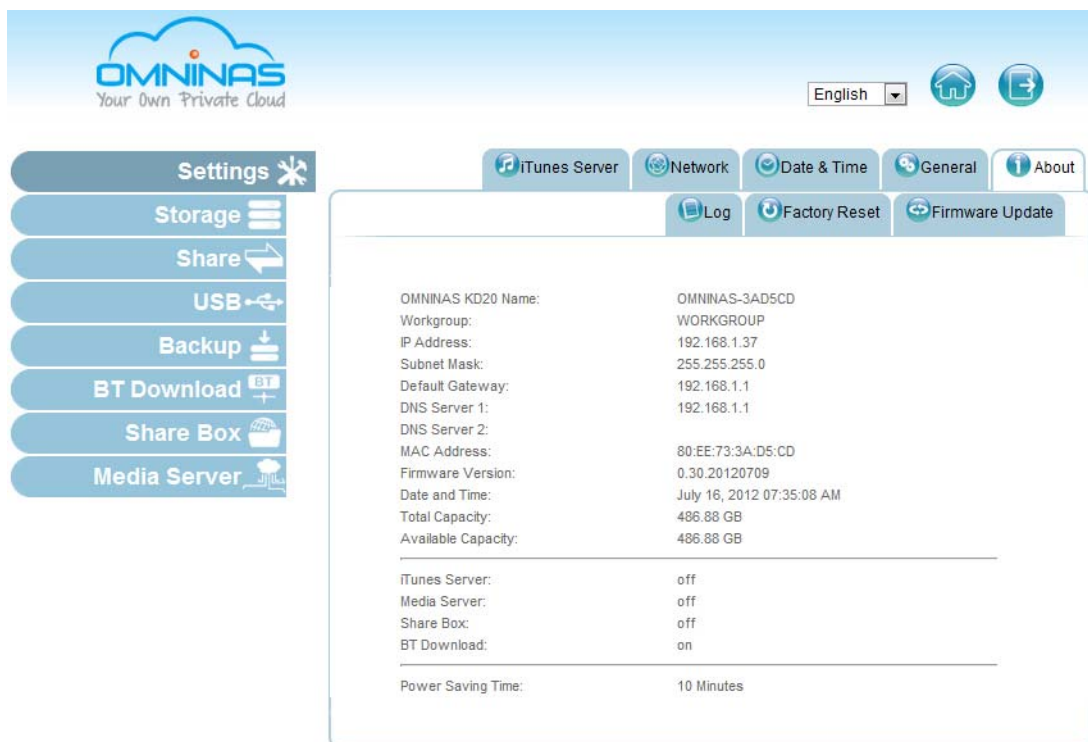 OMNINAS
Your Own Private Cloud
English
Settings
Storage
Share
USB
Backup
BT Download
BT
Share Box
Media Server
iTunes Server Network Date & Time General About
Log Factory Reset Firmware Update
OMNINAS KD20 Name: OMNINAS-3AD5CD
Workgroup: WORKGROUP
IP Address: 192.168.1.37
Subnet Mask: 255.255.255.0
Default Gateway: 192.168.1.1
DNS Server 1: 192.168.1.1
DNS Server 2:
MAC Address: 80:EE:73:3A:D5:CD
Firmware Version: 0.30.20120709
Date and Time: July 16, 2012 07:35:08 AM
Total Capacity: 486.88 GB
Available Capacity: 486.88 GB
iTunes Server: off
Media Server: off
Share Box: off
BT Download: on
Power Saving Time: 10 Minutes